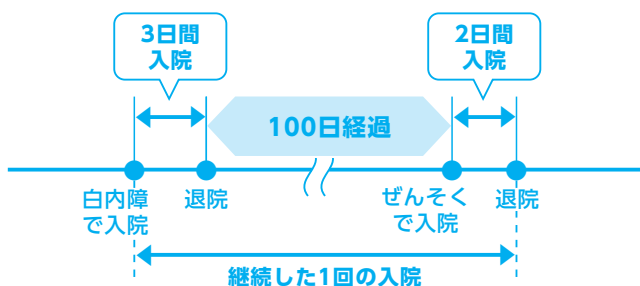 3日間
入院
2日間
入院
100日経過
白内障
で入院
退院
ぜんそく
で入院
退院
継続した1回の入院